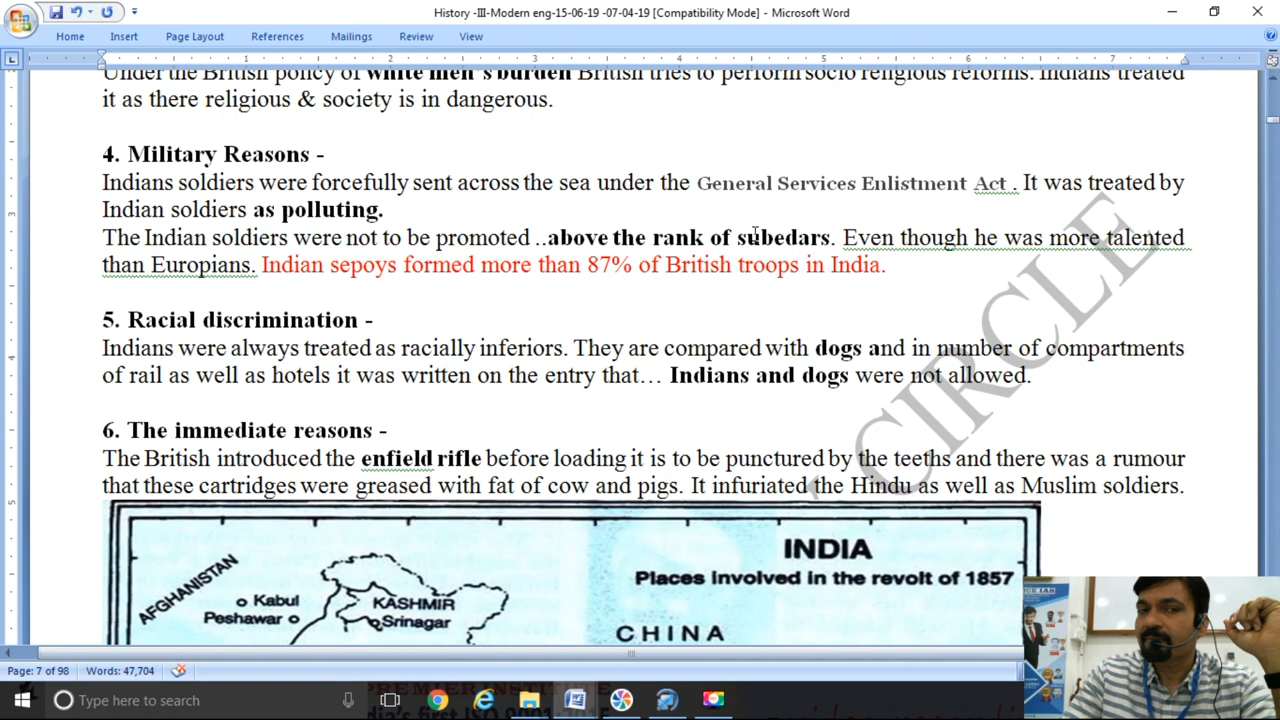 History -III-Modern eng-15-06-19 -07-04-19 [Compatibility Mode] - Microsoft Word
Home Insert Page Layout References Mailings Review View
1 2 3 4 5 6 7
Under the British policy of white men's burden British tries to perform socio religious reforms. Indians treated
it as there religious & society is in dangerous.
4. Military Reasons -
Indians soldiers were forcefully sent across the sea under the General Services Enlistment Act . It was treated by
Indian soldiers as polluting.
The Indian soldiers were not to be promoted ..above the rank of subedars. Even though he was more talented
than Europians. Indian sepoys formed more than 87% of British troops in India.
5. Racial discrimination -
Indians were always treated as racially inferiors. They are compared with dogs and in number of compartments
of rail as well as hotels it was written on the entry that… Indians and dogs were not allowed.
6. The immediate reasons -
The British introduced the enfield rifle before loading it is to be punctured by the teeths and there was a rumour
that these cartridges were greased with fat of cow and pigs. It infuriated the Hindu as well as Muslim soldiers.
CIRCLE
INDIA
Places involved in the revolt of 1857
AFGHANISTAN
Kabul
KASHMIR
Peshawar
Srinagar
CHINA
Page: 7 of 98 Words: 47,704
Type here to search
PREMIER INSTITUTE